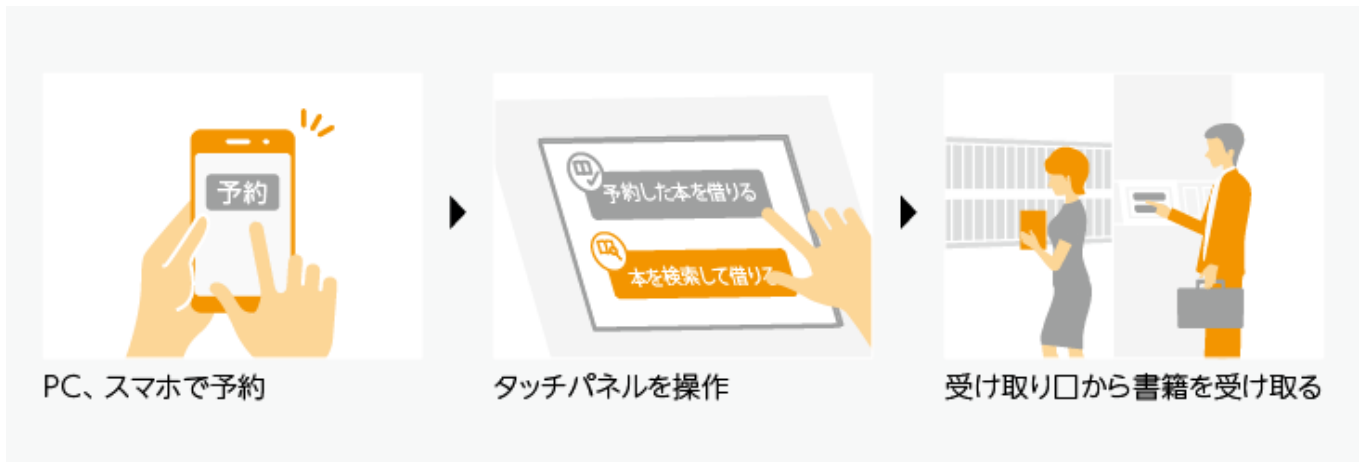 予約
PC、スマホで予約
予約した本を借りる
本を検索して借りる
タッチパネルを操作
受け取り口から書籍を受け取る